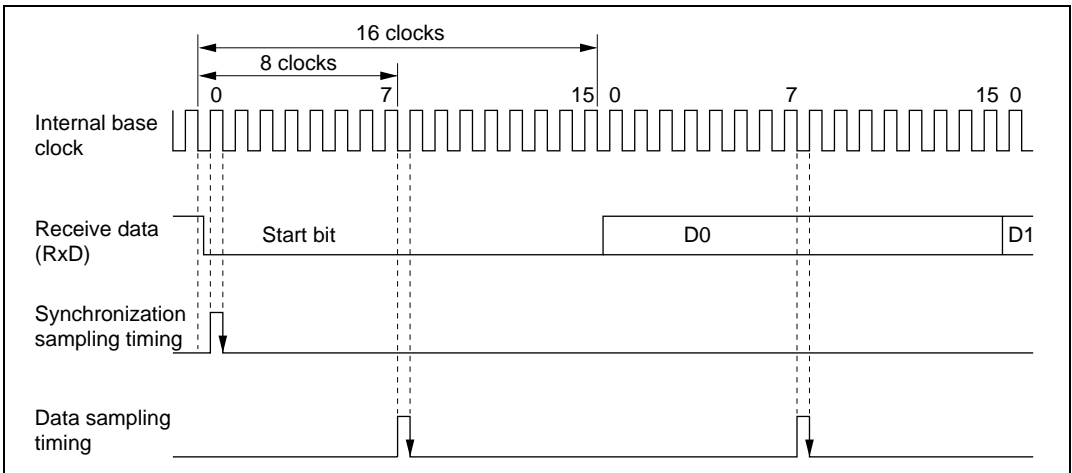 16 clocks
8 clocks
0 7 15 0 7 15 0
Internal base
clock
Receive data
(RxD)
Start bit D0 D1
Synchronization
sampling timing
Data sampling
timing